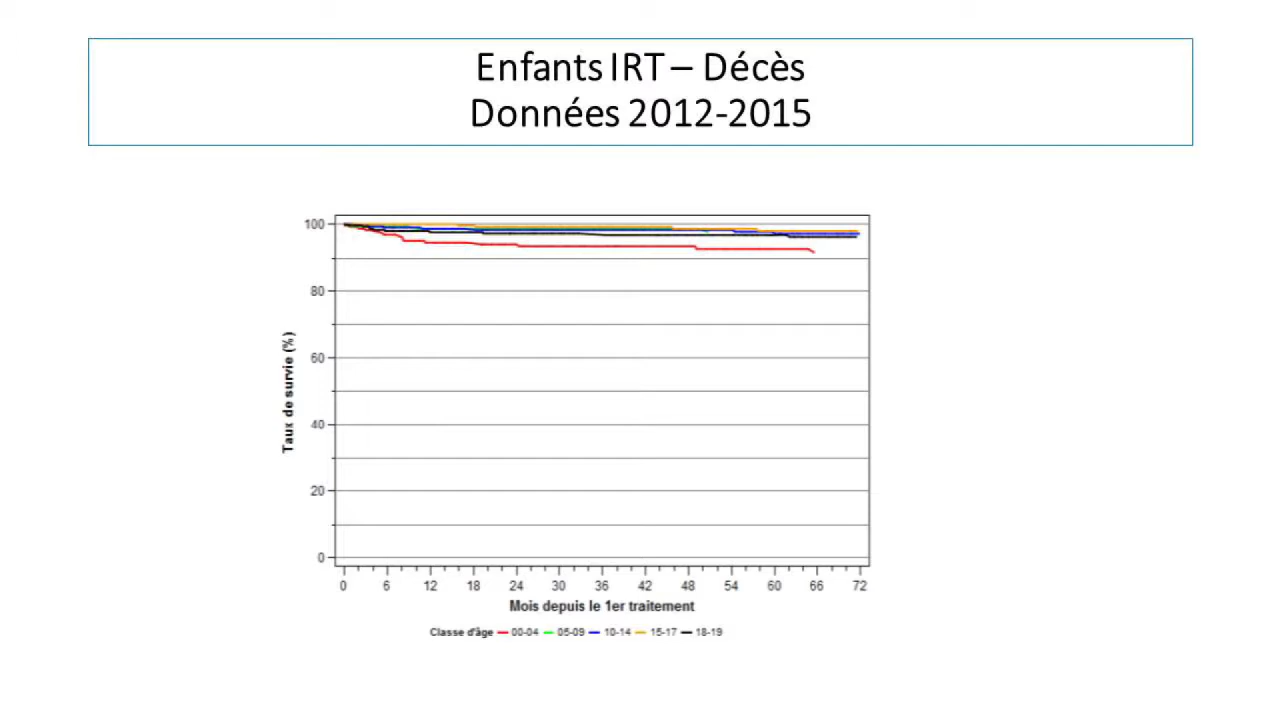 Enfants IRT – Décès
Données 2012-2015
100
80
60
40
20
0
Taux de survie (%)
0 6 12 18 24 30 36 42 48 54 60 66 72
Mois depuis le 1er traitement
Classe d'âge 00-04 05-09 10-14 15-17 18-19